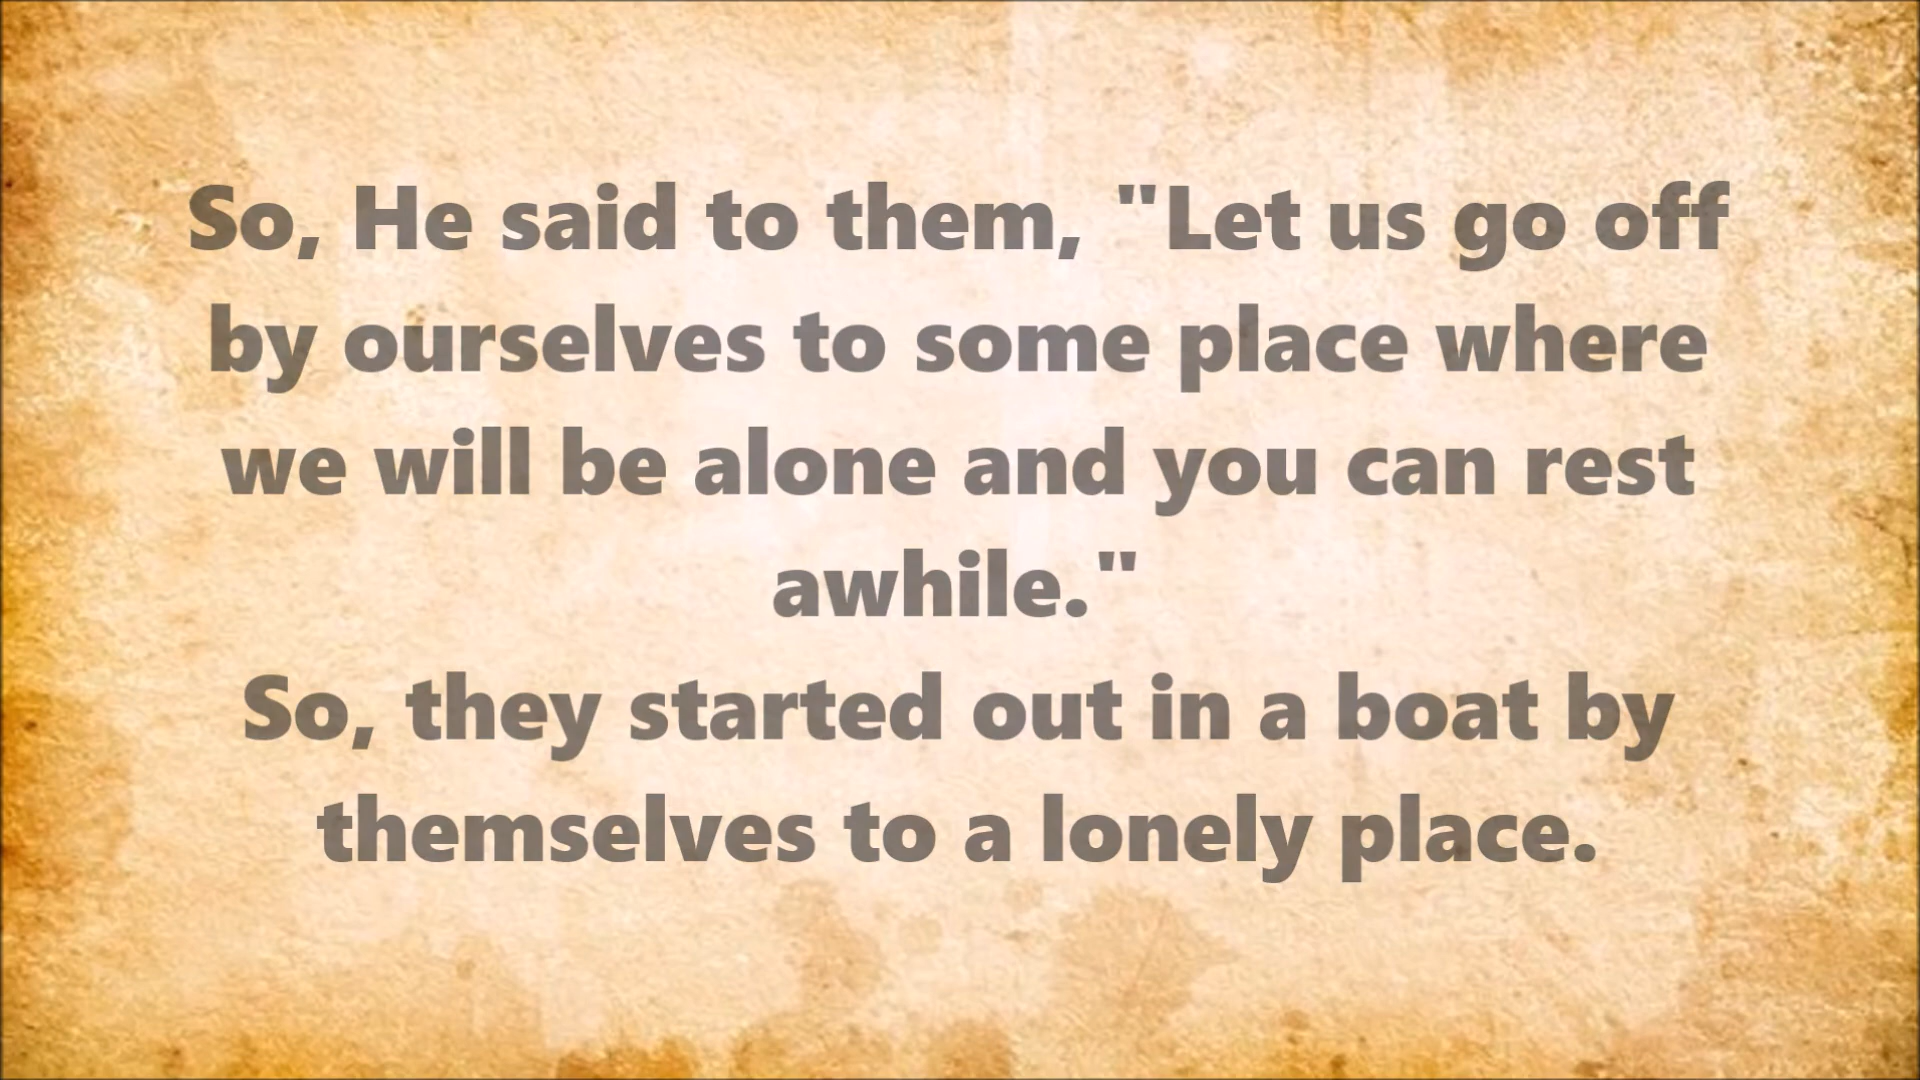 So, He said to them, "Let us go off
by ourselves to some place where
we will be alone and you can rest
awhile."
So, they started out in a boat by
themselves to a lonely place.